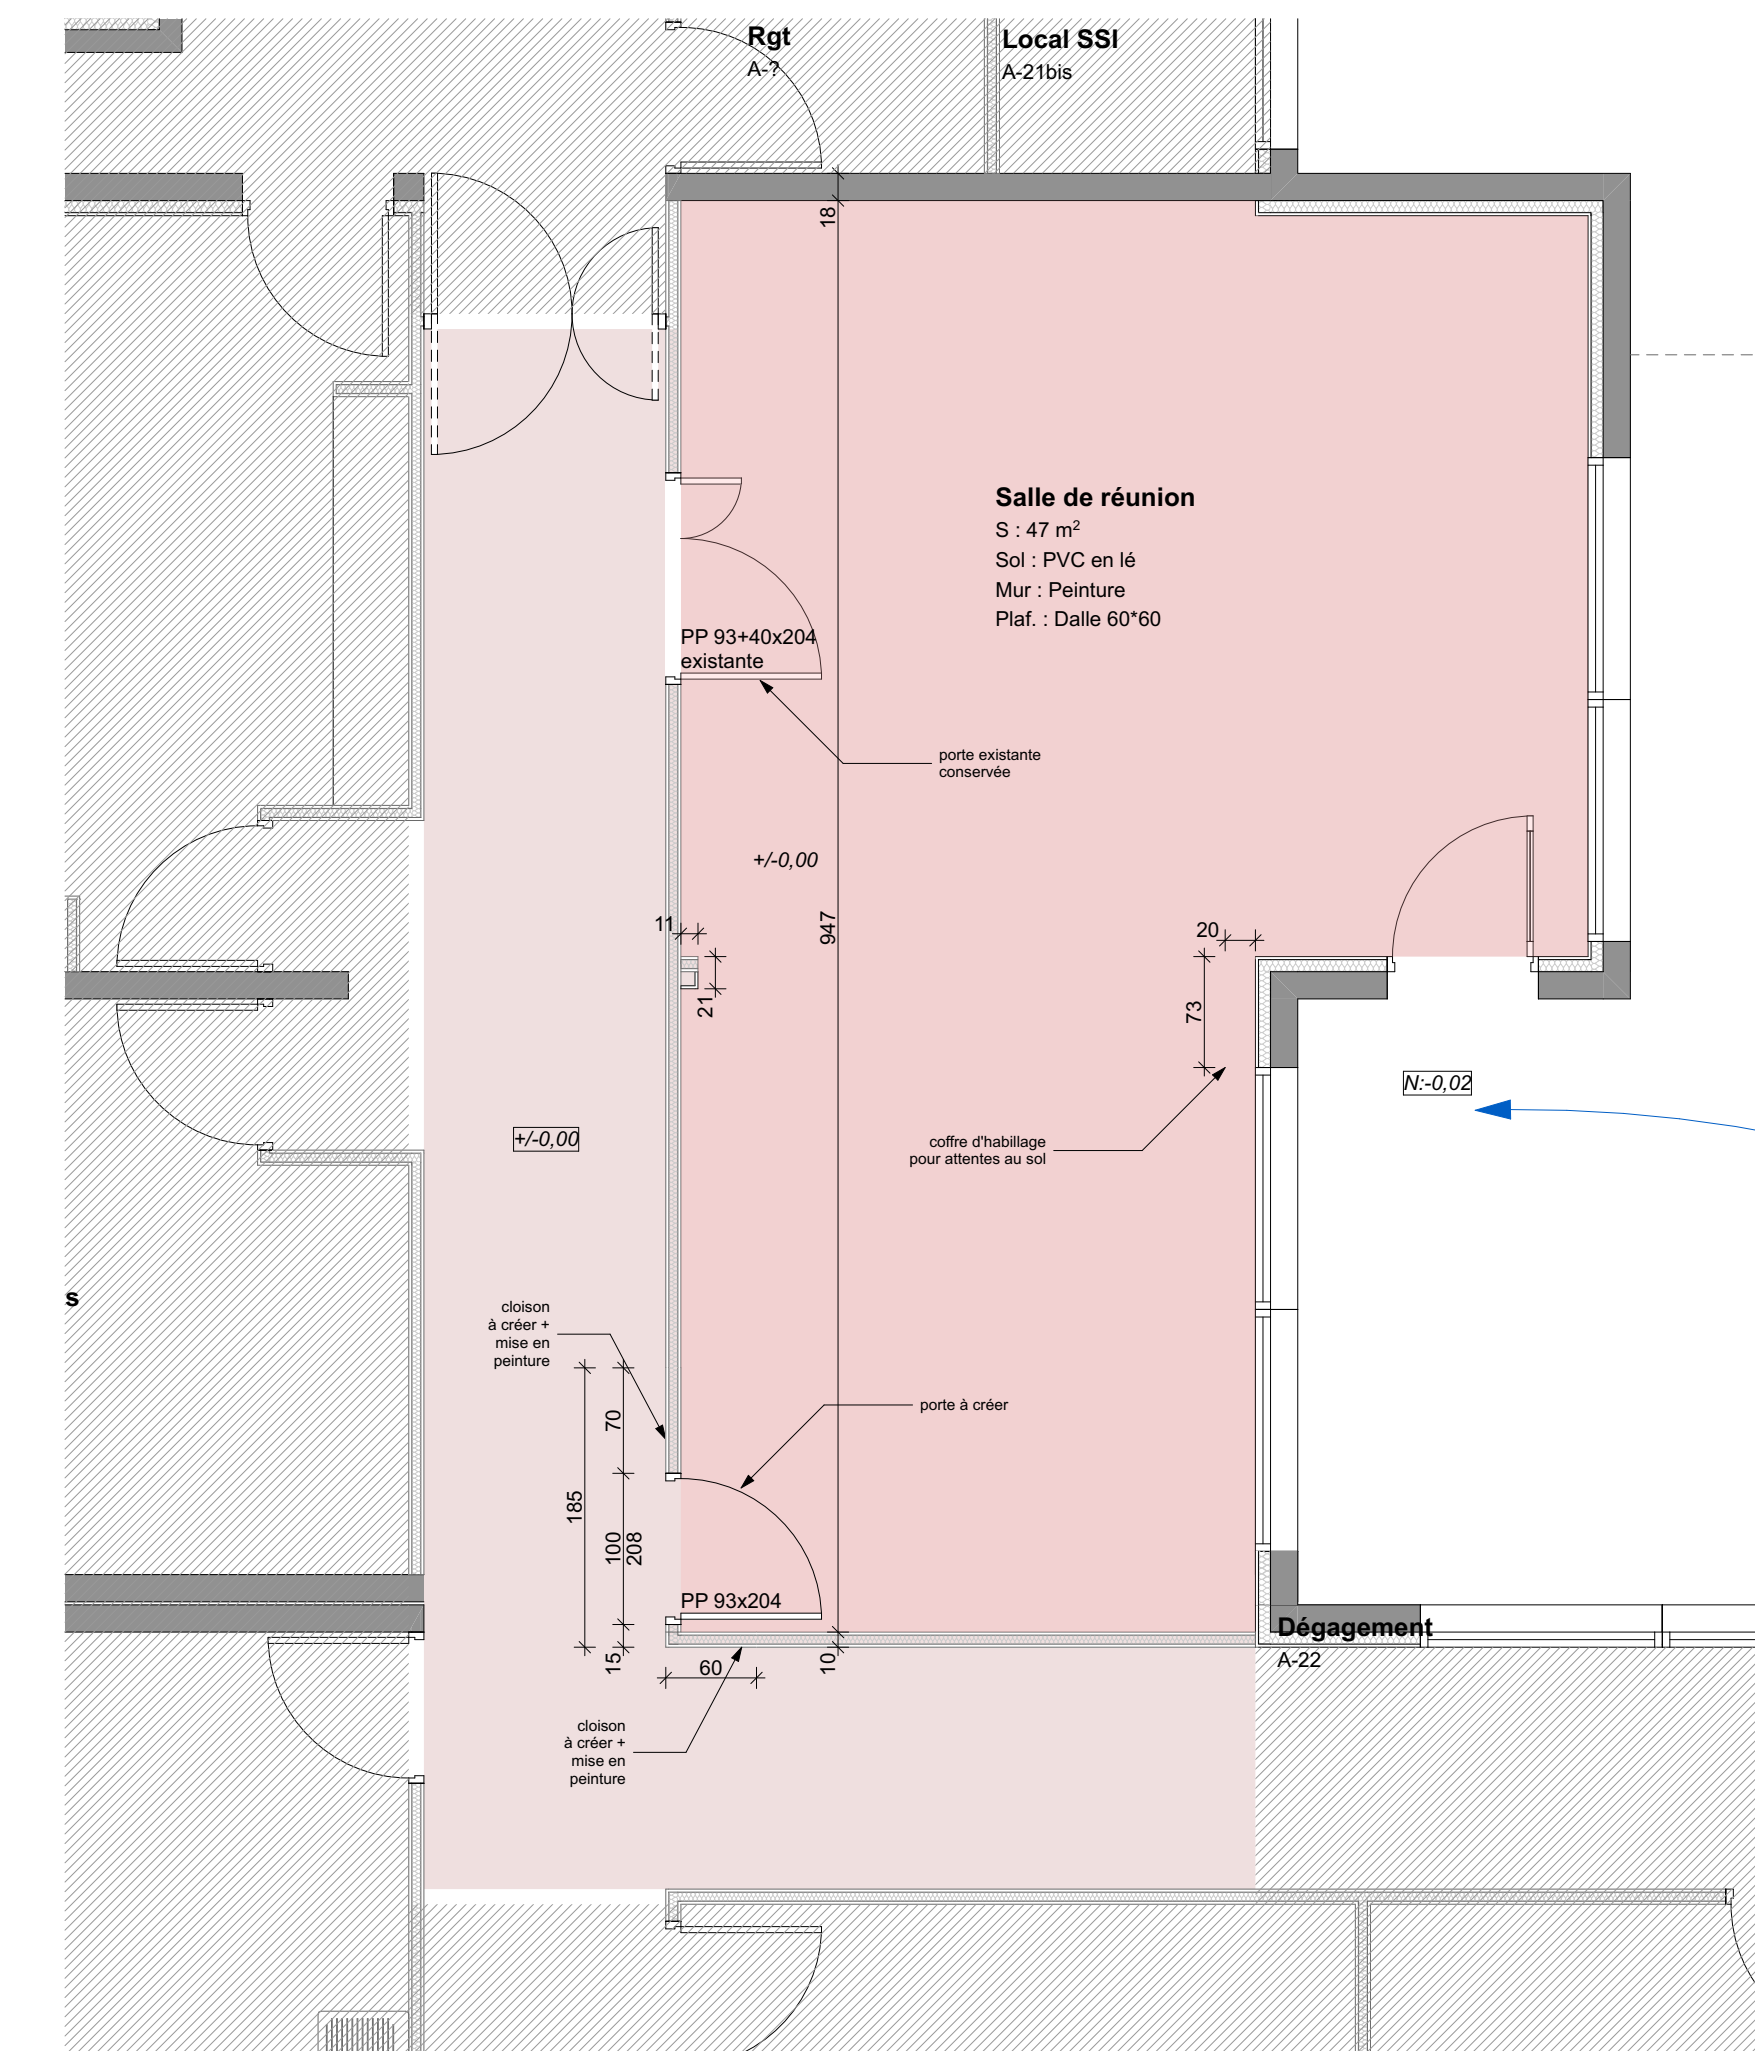 Rgt
A-?
Local SSI
A-21bis
18
Salle de réunion
S : 47 m²
Sol : PVC en lé
Mur : Peinture
Plaf. : Dalle 60*60
PP 93+40x204
existante
porte existante
conservée
+/-0,00
947
11
21
20
73
N:-0,02
+/-0,00
coffre d'habillage
pour attentes au sol
s
cloison
à créer +
mise en
peinture
70
185
100
208
porte à créer
PP 93x204
15
60
10
Dégagement
A-22
cloison
à créer +
mise en
peinture